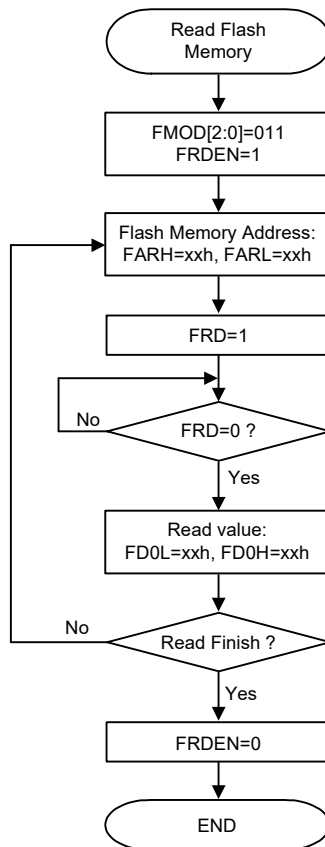 Read Flash
Memory
FMOD[2:0]=011
FRDEN=1
Flash Memory Address:
FARH=xxh, FARL=xxh
FRD=1
FRD=0 ?
No
Yes
Read value:
FD0L=xxh, FD0H=xxh
Read Finish ?
No
Yes
FRDEN=0
END